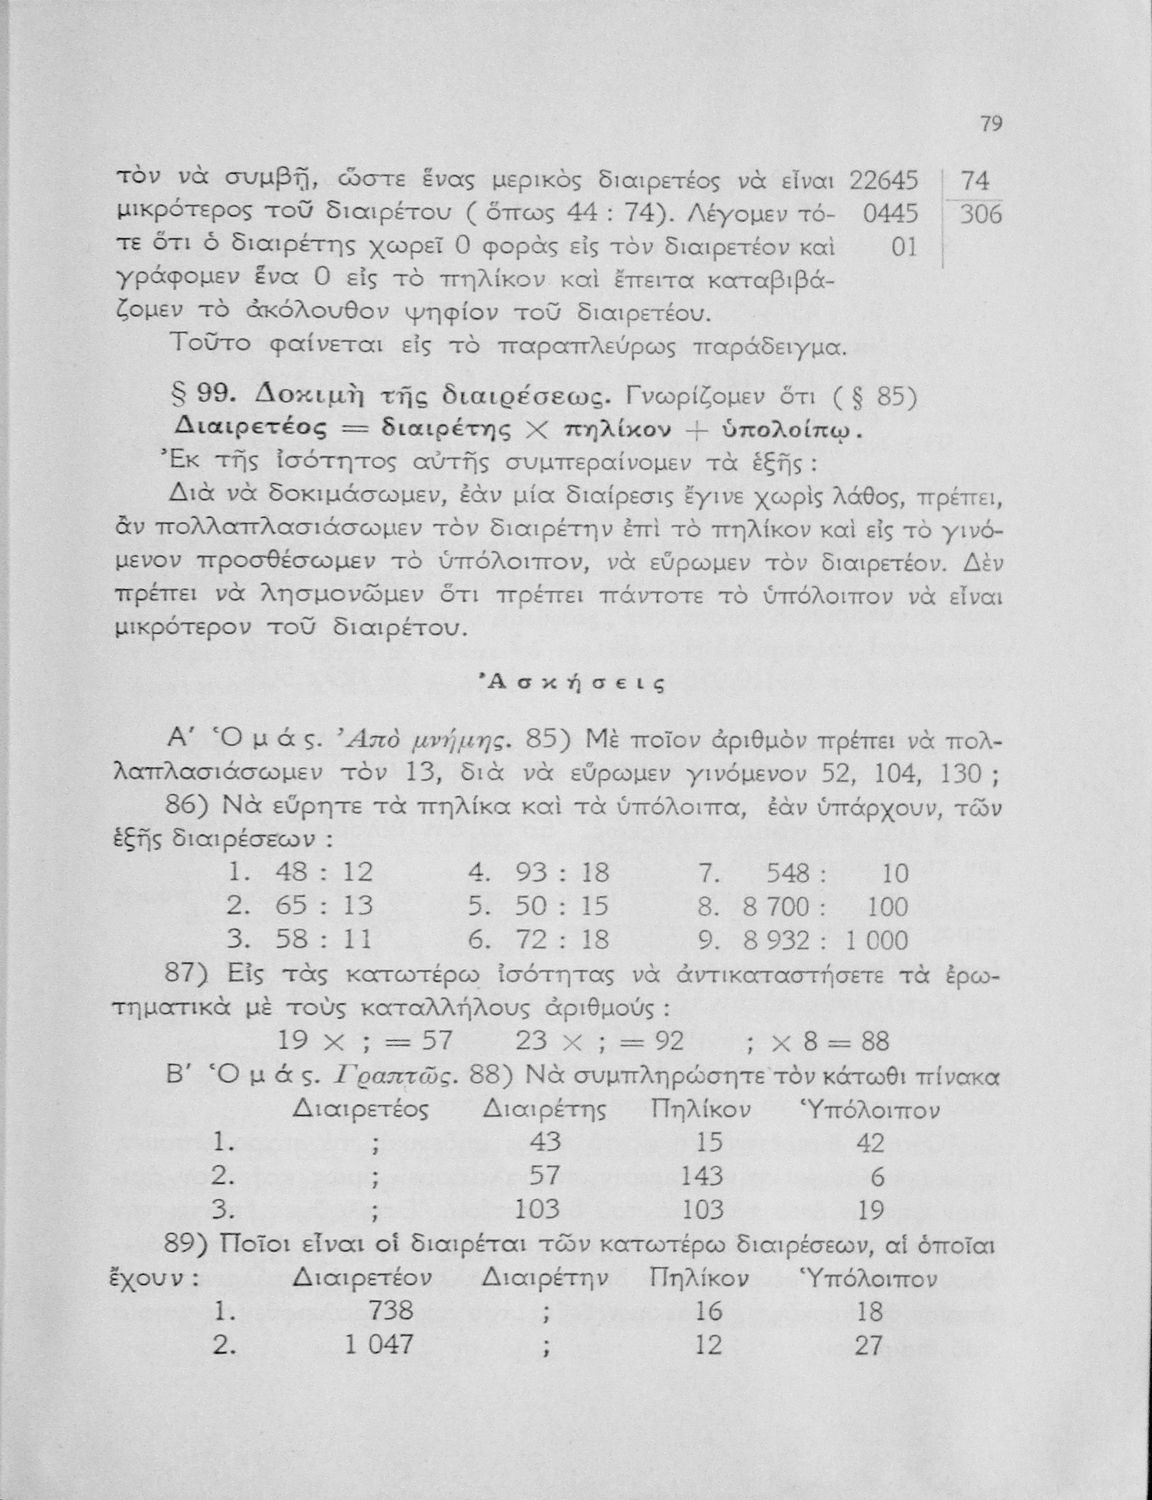 79
τὸν νὰ συμβῇ, ὥστε ἕνας μερικὸς διαιρετέος νὰ εἶναι 22645 74
μικρότερος τοῦ διαιρέτου ( ὅπως 44 : 74). Λέγομεν τό- 0445 306
τε ὅτι ὁ διαιρέτης χωρεῖ 0 φορὰς εἰς τὸν διαιρετέον καὶ 01
γράφομεν ἕνα 0 εἰς τὸ πηλίκον καὶ ἔπειτα καταβιβά-
ζομεν τὸ ἀκόλουθον ψηφίον τοῦ διαιρετέου.
Τοῦτο φαίνεται εἰς τὸ παραπλεύρως παράδειγμα.
§ 99. Δοκιμὴ τῆς διαιρέσεως. Γνωρίζομεν ὅτι ( § 85)
Διαιρετέος = διαιρέτης × πηλίκον + ὑπολοίπῳ.
Ἐκ τῆς ἰσότητος αὐτῆς συμπεραίνομεν τὰ ἑξῆς :
Διὰ νὰ δοκιμάσωμεν, ἐὰν μία διαίρεσις ἔγινε χωρὶς λάθος, πρέπει,
ἂν πολλαπλασιάσωμεν τὸν διαιρέτην ἐπὶ τὸ πηλίκον καὶ εἰς τὸ γινό-
μενον προσθέσωμεν τὸ ὑπόλοιπον, νὰ εὕρωμεν τὸν διαιρετέον. Δὲν
πρέπει νὰ λησμονῶμεν ὅτι πρέπει πάντοτε τὸ ὑπόλοιπον νὰ εἶναι
μικρότερον τοῦ διαιρέτου.
Ἀσκήσεις
Α′ Ὁμάς. Ἀπὸ μνήμης. 85) Μὲ ποῖον ἀριθμὸν πρέπει νὰ πολ-
λαπλασιάσωμεν τὸν 13, διὰ νὰ εὕρωμεν γινόμενον 52, 104, 130 ;
86) Νὰ εὕρητε τὰ πηλίκα καὶ τὰ ὑπόλοιπα, ἐὰν ὑπάρχουν, τῶν
ἑξῆς διαιρέσεων :
1. 48 : 12 4. 93 : 18 7. 548 : 10
2. 65 : 13 5. 50 : 15 8. 8 700 : 100
3. 58 : 11 6. 72 : 18 9. 8 932 : 1 000
87) Εἰς τὰς κατωτέρω ἰσότητας νὰ ἀντικαταστήσετε τὰ ἐρω-
τηματικὰ μὲ τοὺς καταλλήλους ἀριθμούς :
19 × ; = 57 23 × ; = 92 ; × 8 = 88
Β′ Ὁμάς. Γραπτῶς. 88) Νὰ συμπληρώσητε τὸν κάτωθι πίνακα
Διαιρετέος Διαιρέτης Πηλίκον Ὑπόλοιπον
1. ; 43 15 42
2. ; 57 143 6
3. ; 103 103 19
89) Ποῖοι εἶναι οἱ διαιρέται τῶν κατωτέρω διαιρέσεων, αἱ ὁποῖαι
ἔχουν : Διαιρετέον Διαιρέτην Πηλίκον Ὑπόλοιπον
1. 738 ; 16 18
2. 1 047 ; 12 27